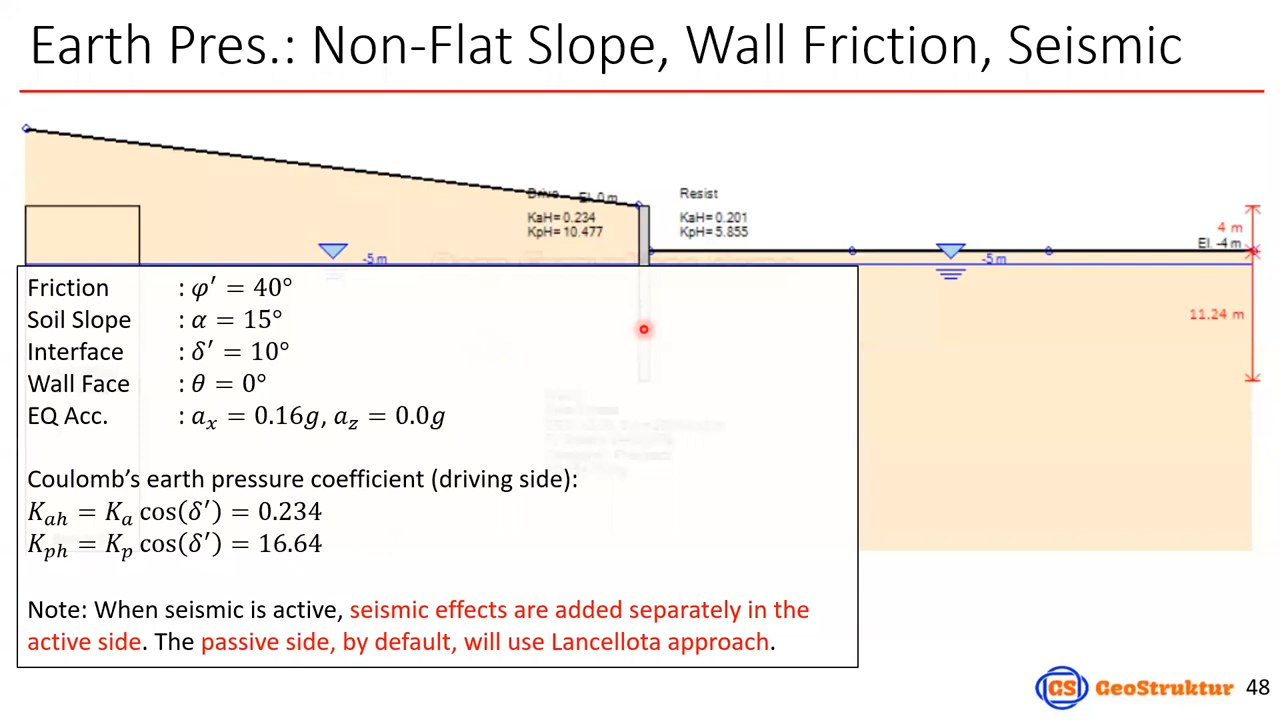 Earth Pres.: Non-Flat Slope, Wall Friction, Seismic
Drive
El. 0 m
KaH= 0.234
KpH= 10.477
Resist
KaH= 0.201
KpH= 5.855
4 m
El. -4 m
-5 m
-5 m
11.24 m
Friction : φ′ = 40°
Soil Slope : α = 15°
Interface : δ′ = 10°
Wall Face : θ = 0°
EQ Acc. : aₓ = 0.16g, a_z = 0.0g
Coulomb’s earth pressure coefficient (driving side):
K_ah = K_a cos(δ′) = 0.234
K_ph = K_p cos(δ′) = 16.64
Note: When seismic is active, seismic effects are added separately in the
active side. The passive side, by default, will use Lancellota approach.
GS GeoStruktur 48